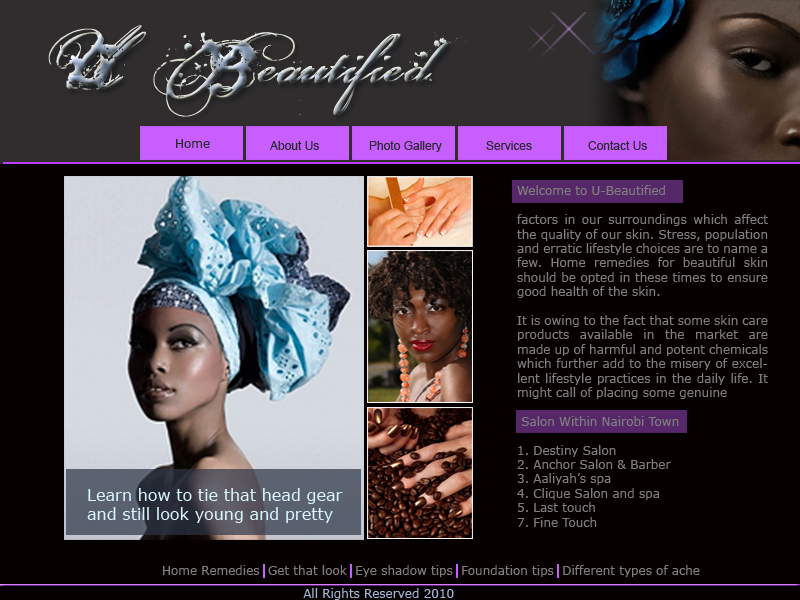 U Beautified
Home
About Us
Photo Gallery
Services
Contact Us
Welcome to U-Beautified
factors in our surroundings which affect
the quality of our skin. Stress, population
and erratic lifestyle choices are to name a
few. Home remedies for beautiful skin
should be opted in these times to ensure
good health of the skin.
It is owing to the fact that some skin care
products available in the market are
made up of harmful and potent chemicals
which further add to the misery of excel-
lent lifestyle practices in the daily life. It
might call of placing some genuine
Salon Within Nairobi Town
1. Destiny Salon
2. Anchor Salon & Barber
3. Aaliyah's spa
4. Clique Salon and spa
5. Last touch
7. Fine Touch
Learn how to tie that head gear
and still look young and pretty
Home Remedies | Get that look | Eye shadow tips | Foundation tips | Different types of ache
All Rights Reserved 2010